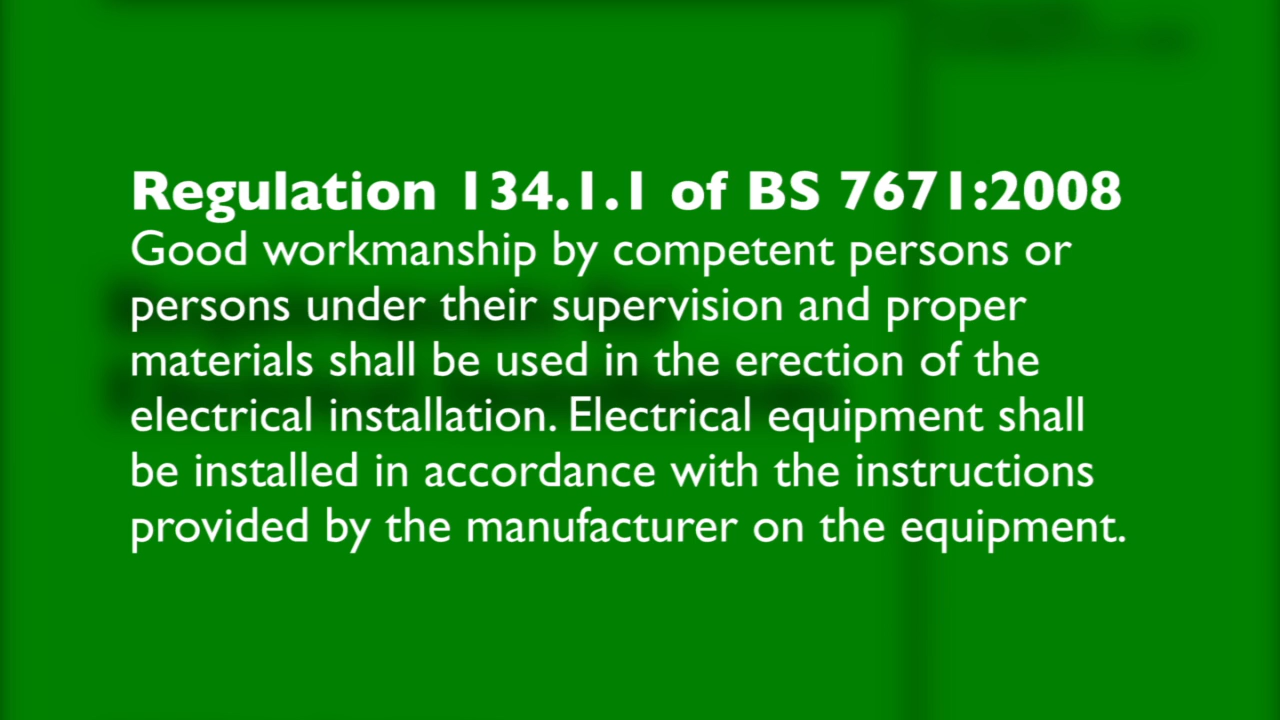 Regulation 134.1.1 of BS 7671:2008
Good workmanship by competent persons or
persons under their supervision and proper
materials shall be used in the erection of the
electrical installation. Electrical equipment shall
be installed in accordance with the instructions
provided by the manufacturer on the equipment.